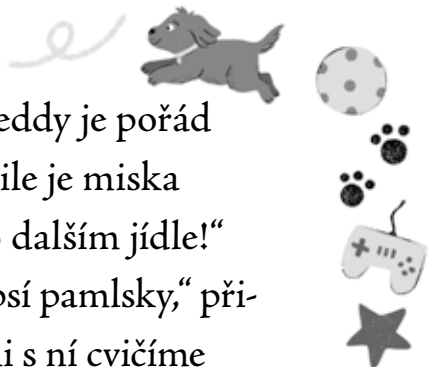 eddy je pořád
ile je miska
dalším jídle!“
osí pamlsky,“ při-
i s ní cvičíme